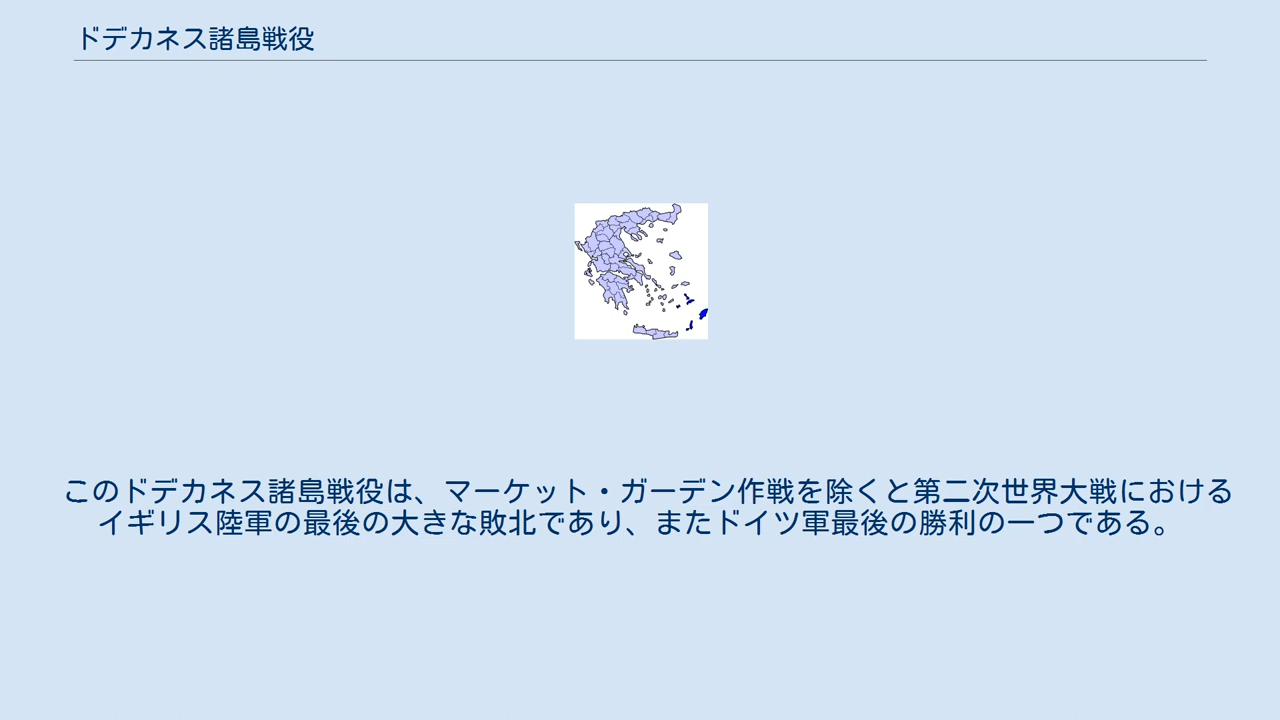 ドデカネス諸島戦役
このドデカネス諸島戦役は、マーケット・ガーデン作戦を除くと第二次世界大戦における
イギリス陸軍の最後の大きな敗北であり、またドイツ軍最後の勝利の一つである。